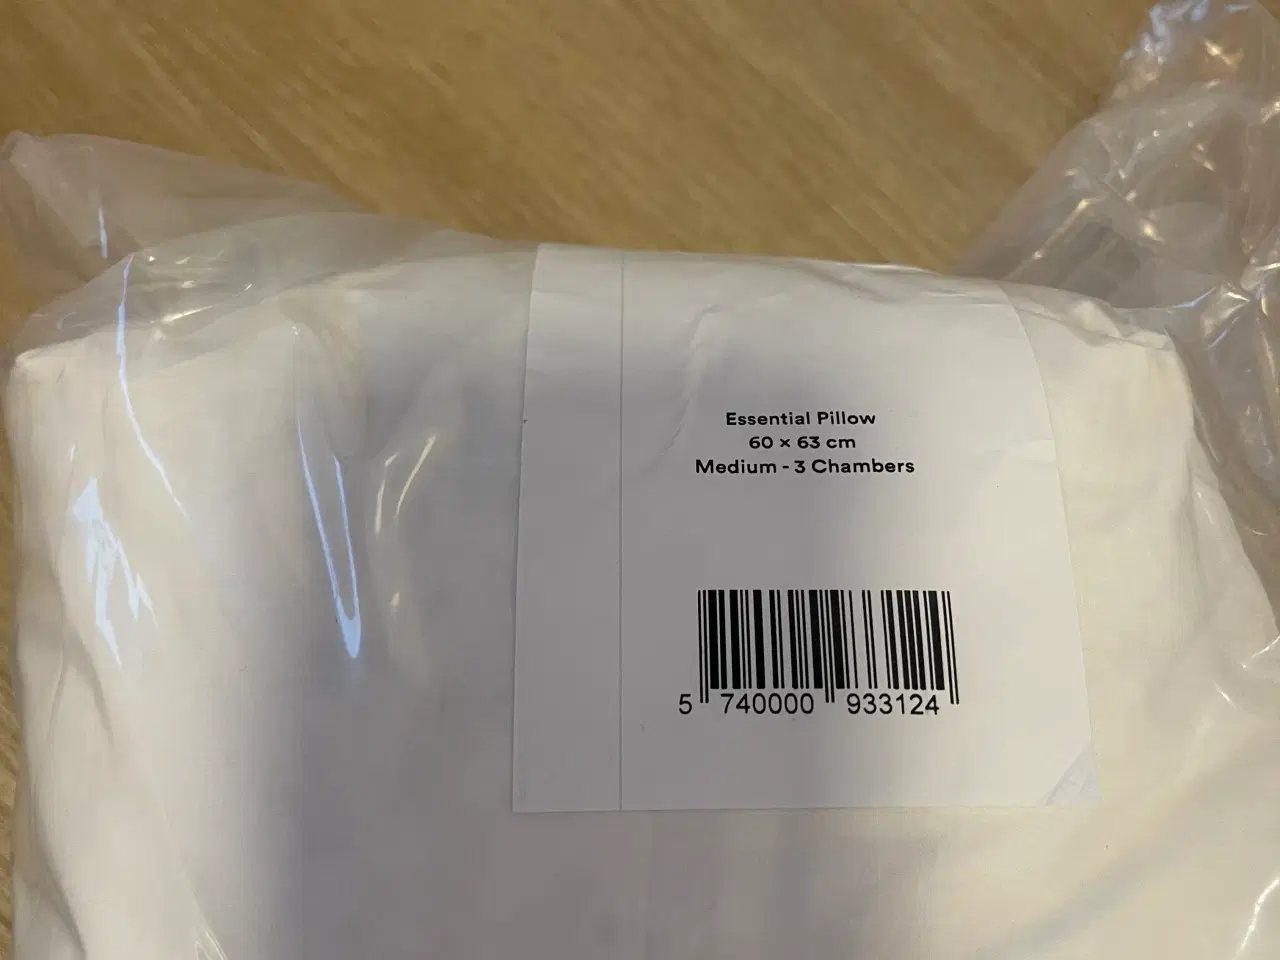 Essential Pillow
60 × 63 cm
Medium - 3 Chambers
5 740000 933124